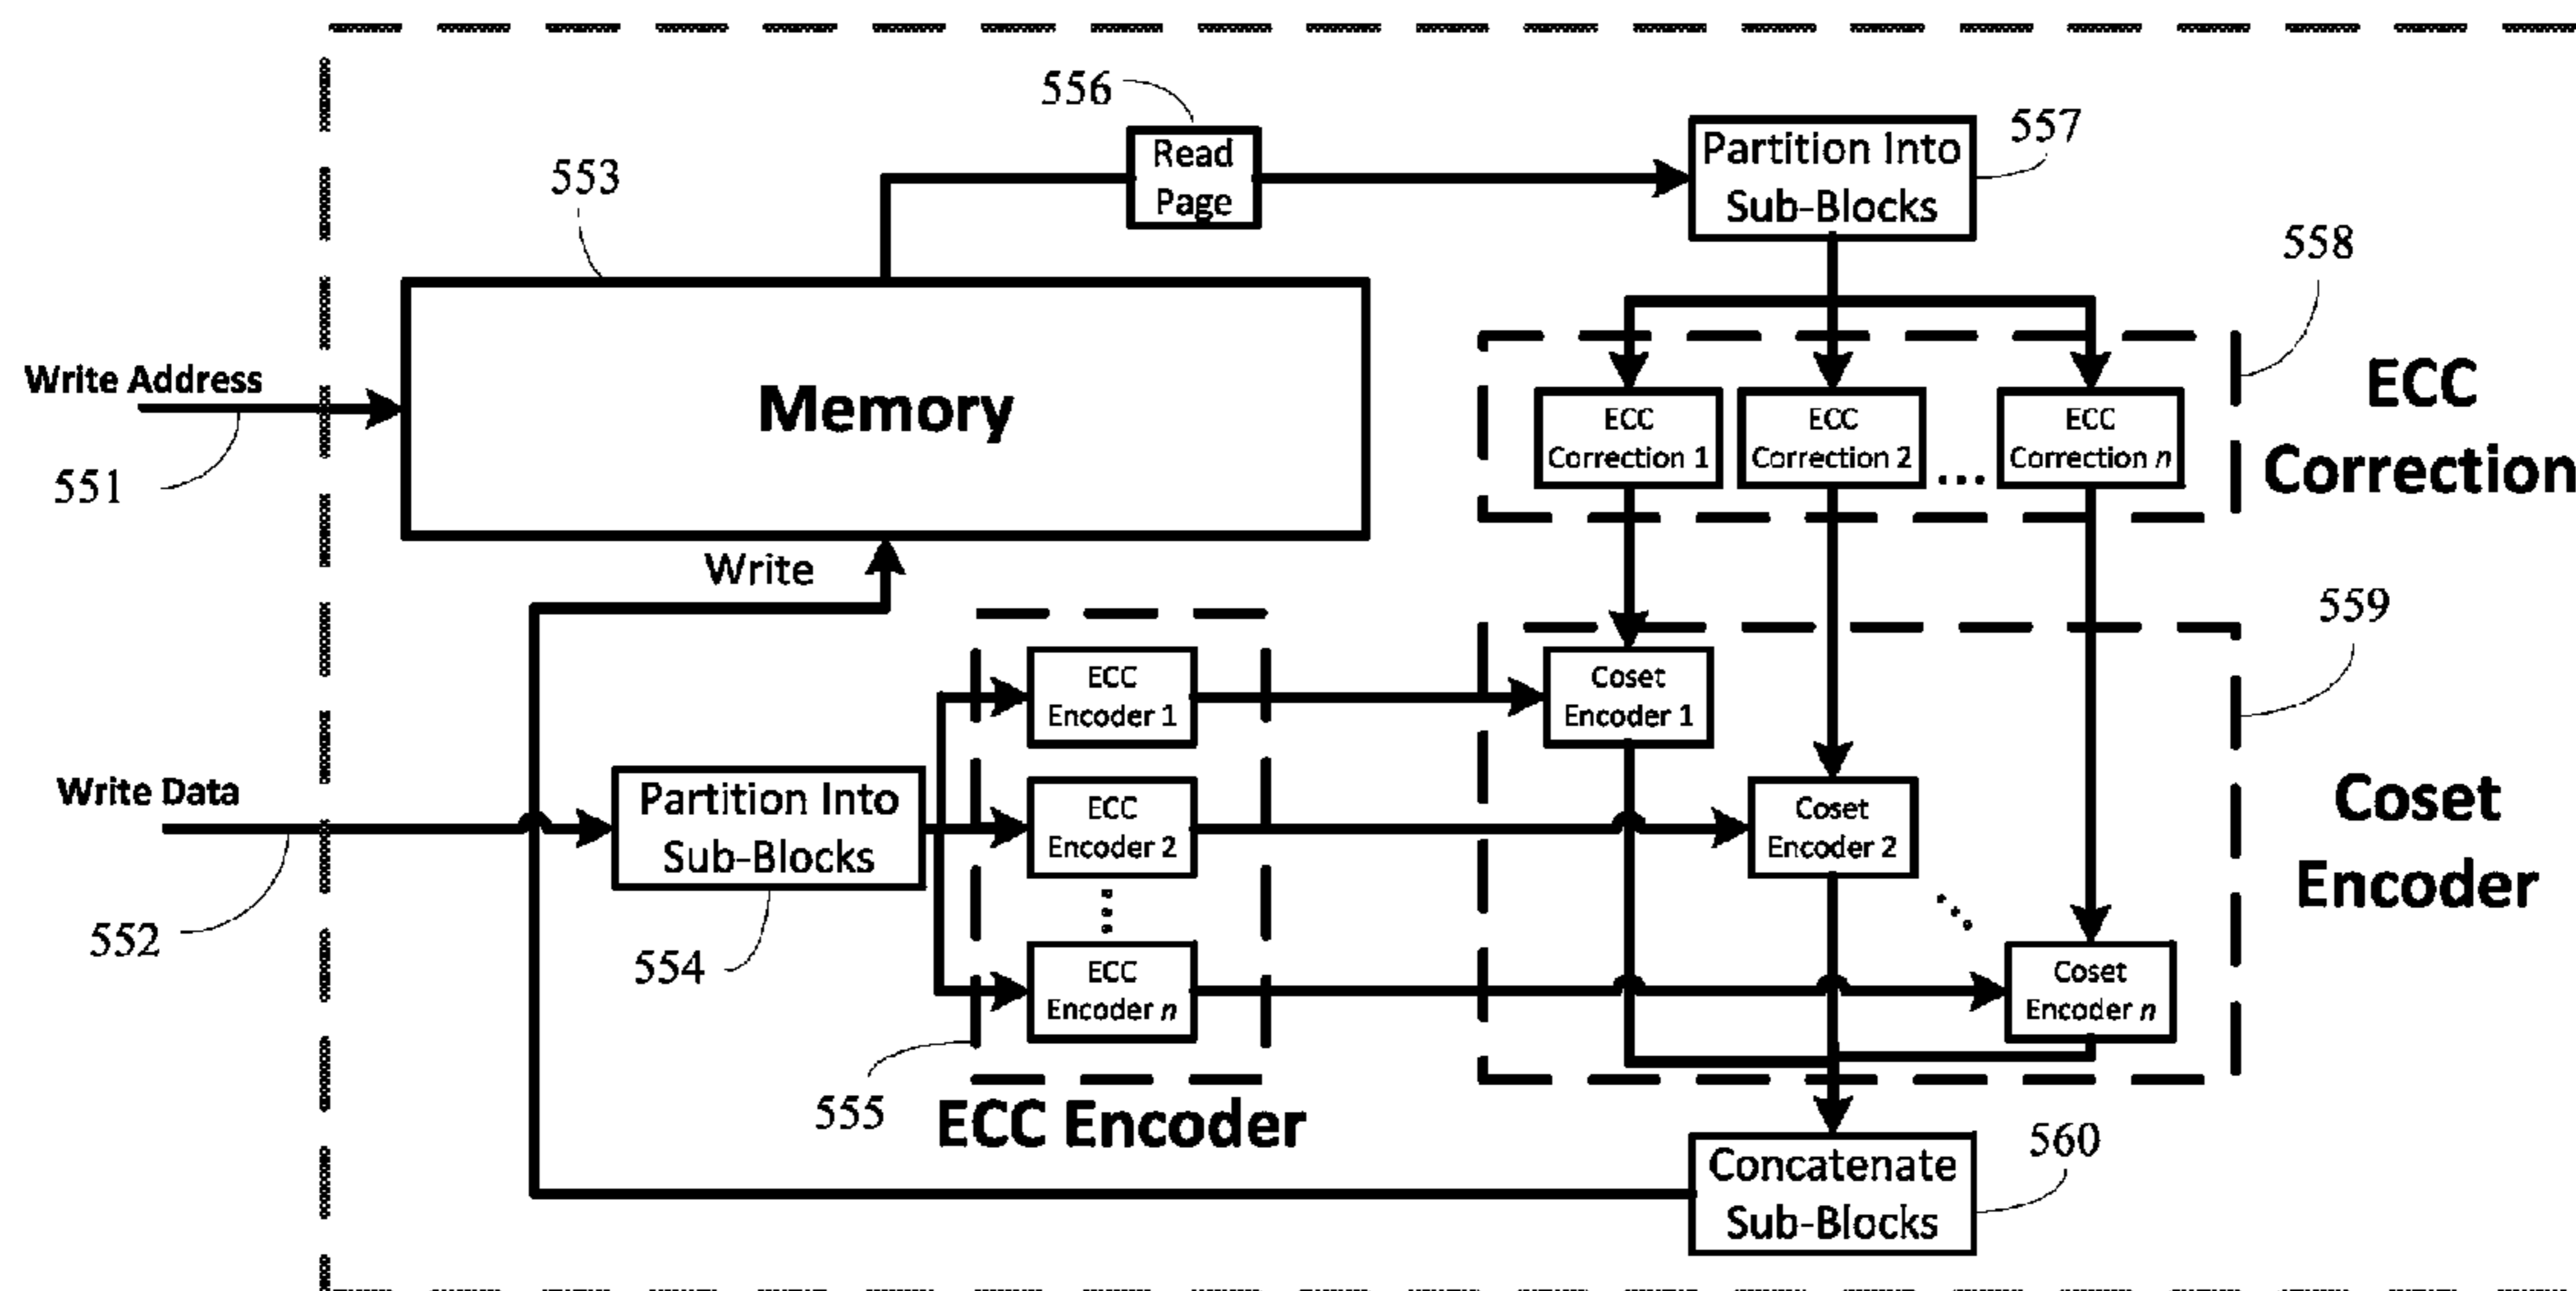 556
Read
Page
Partition Into
Sub-Blocks
557
553
558
Write Address
551
Memory
ECC
Correction 1
ECC
Correction 2
...
ECC
Correction n
ECC
Correction
Write
559
ECC
Encoder 1
Coset
Encoder 1
Write Data
552
Partition Into
Sub-Blocks
554
ECC
Encoder 2
Coset
Encoder 2
Coset
Encoder
ECC
Encoder n
Coset
Encoder n
555
ECC Encoder
Concatenate
Sub-Blocks
560